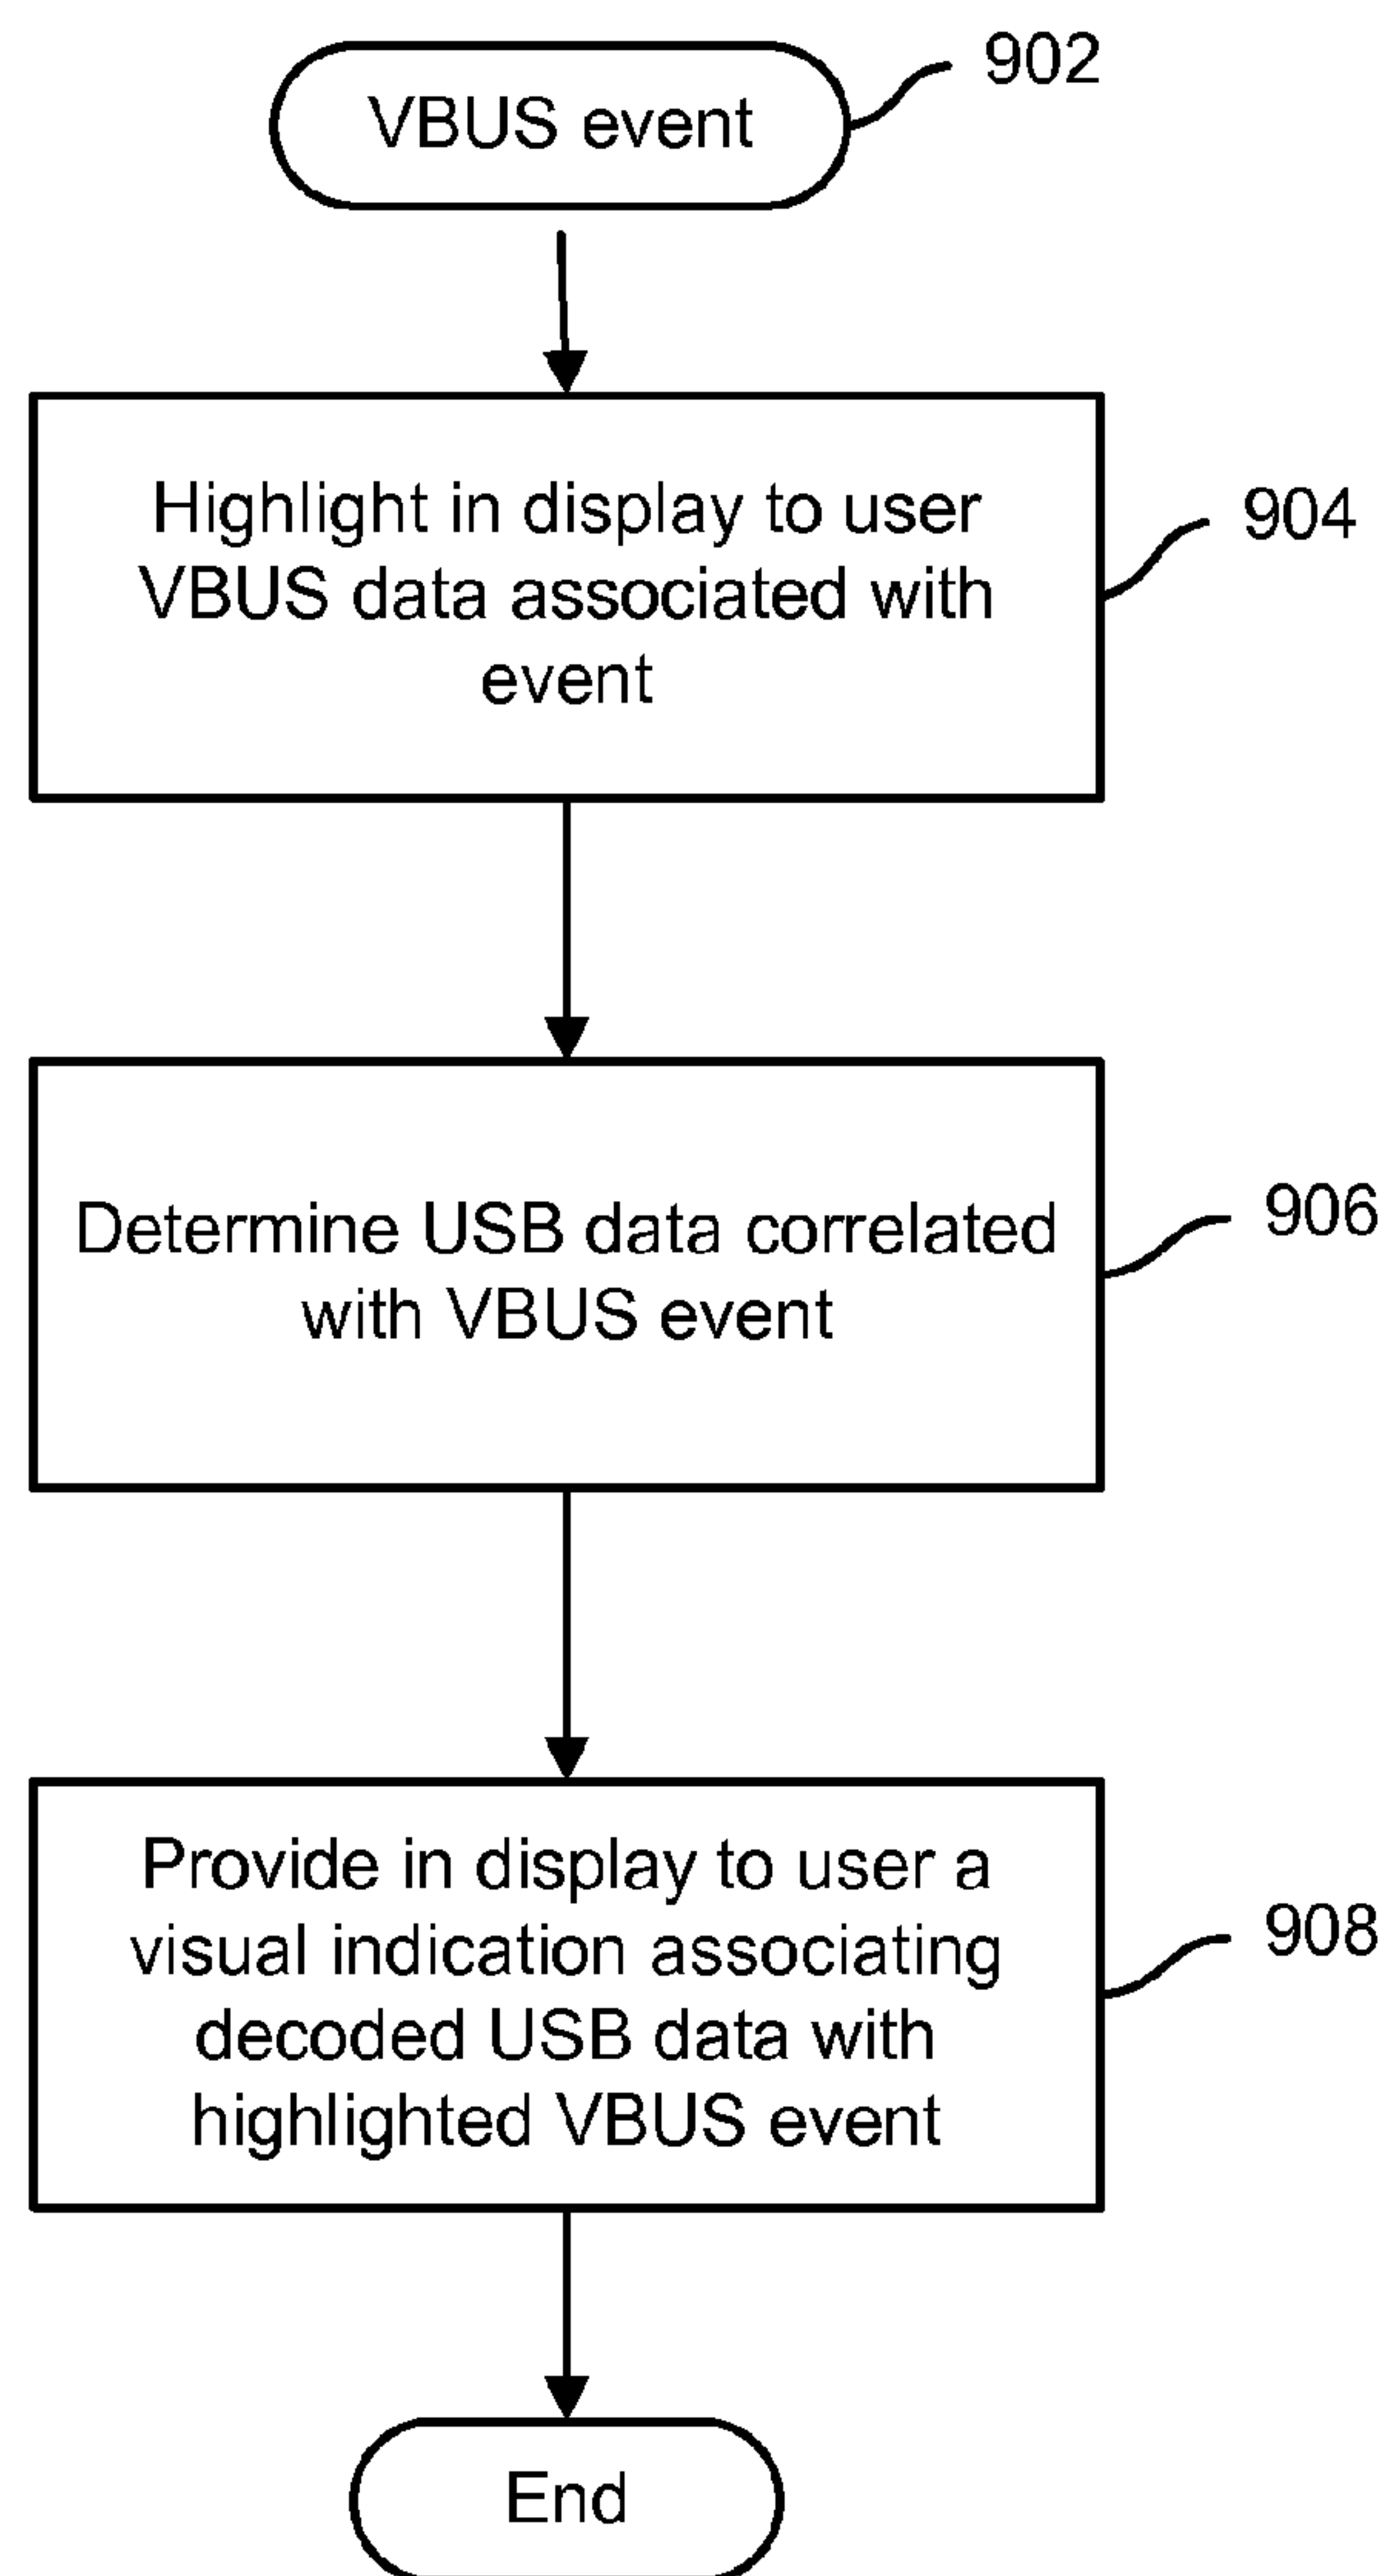 VBUS event
902
Highlight in display to user
VBUS data associated with
event
904
Determine USB data correlated
with VBUS event
906
Provide in display to user a
visual indication associating
decoded USB data with
highlighted VBUS event
908
End